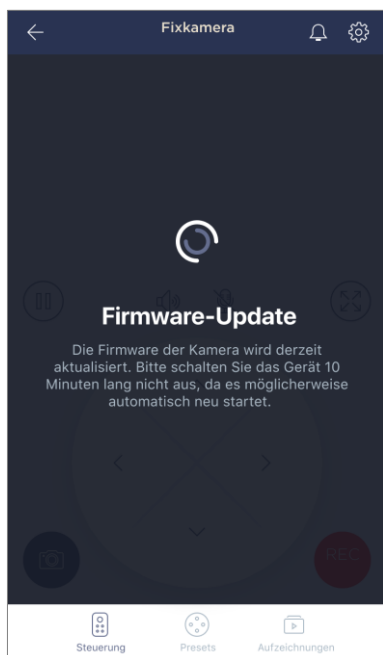 Fixkamera
Firmware-Update
Die Firmware der Kamera wird derzeit
aktualisiert. Bitte schalten Sie das Gerät 10
Minuten lang nicht aus, da es möglicherweise
automatisch neu startet.
REC
Steuerung Presets Aufzeichnungen